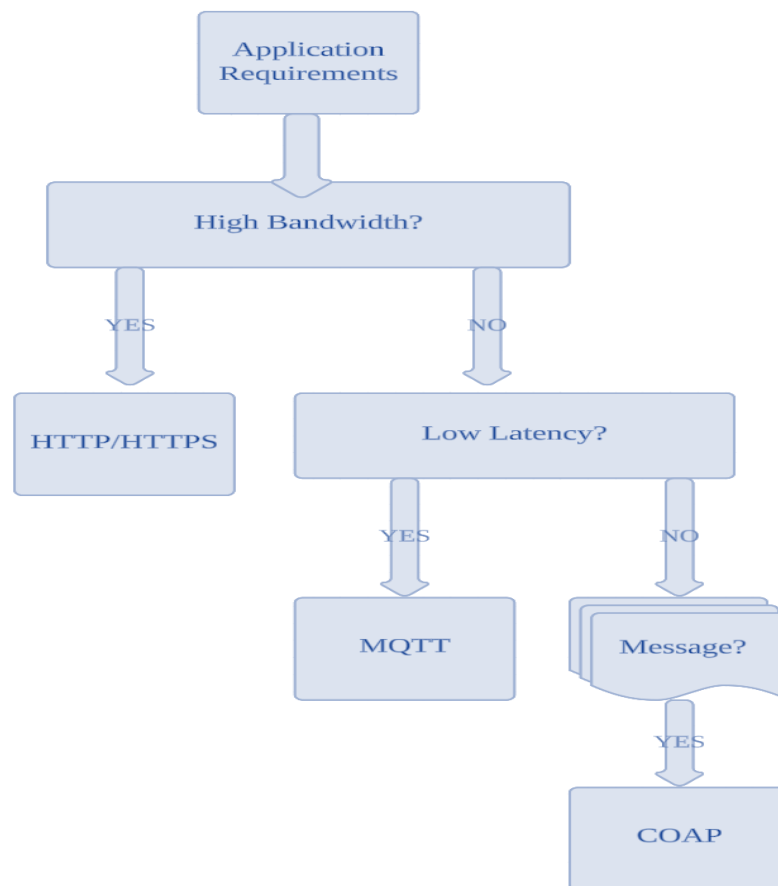 Application
Requirements
High Bandwidth?
YES
NO
HTTP/HTTPS
Low Latency?
YES
NO
MQTT
Message?
YES
COAP